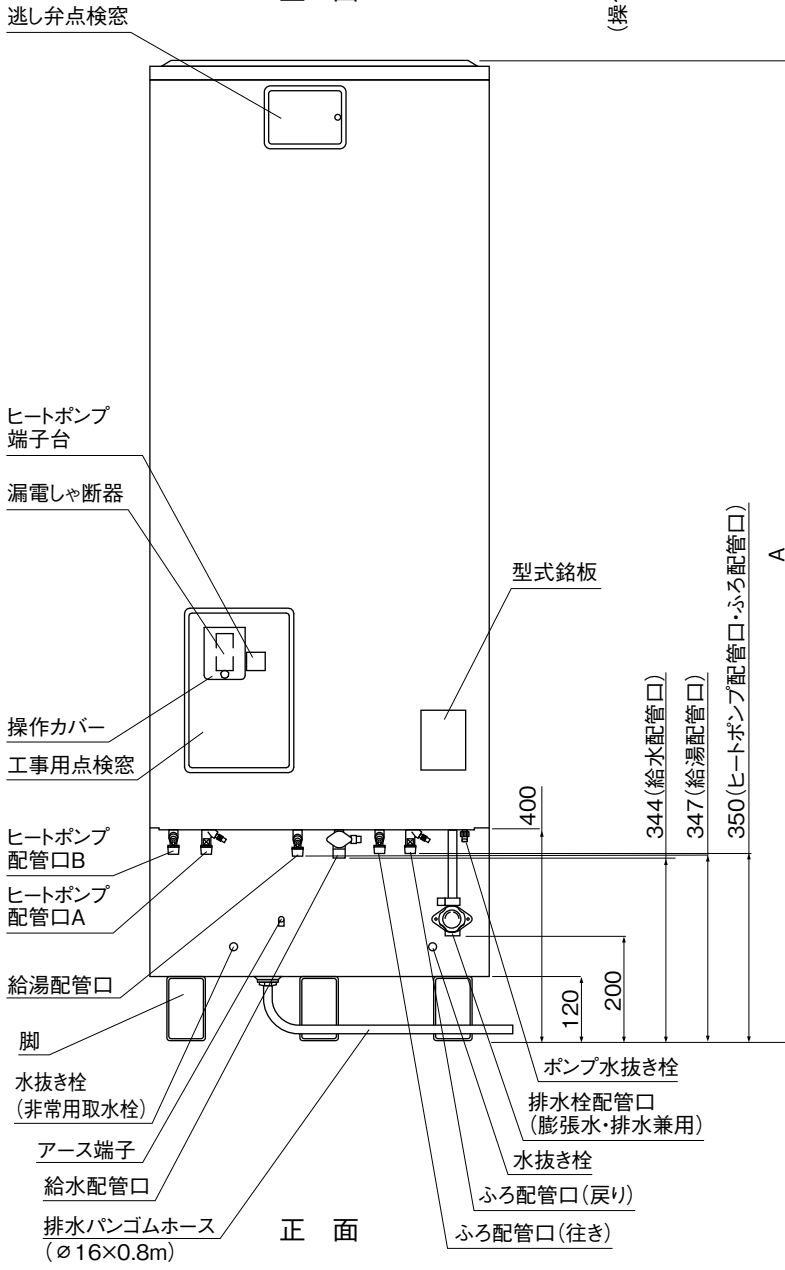 逃し弁点検窓
ヒートポンプ
端子台
漏電しゃ断器
型式銘板
操作カバー
工事用点検窓
ヒートポンプ
配管口B
ヒートポンプ
配管口A
給湯配管口
脚
水抜き栓
(非常用取水栓)
アース端子
給水配管口
排水パンゴムホース
(ø16×0.8m)
正 面
ポンプ水抜き栓
排水栓配管口
(膨張水・排水兼用)
水抜き栓
ふろ配管口(戻り)
ふろ配管口(往き)
120
200
400
344(給水配管口)
347(給湯配管口)
350(ヒートポンプ配管口・ふろ配管口)
A